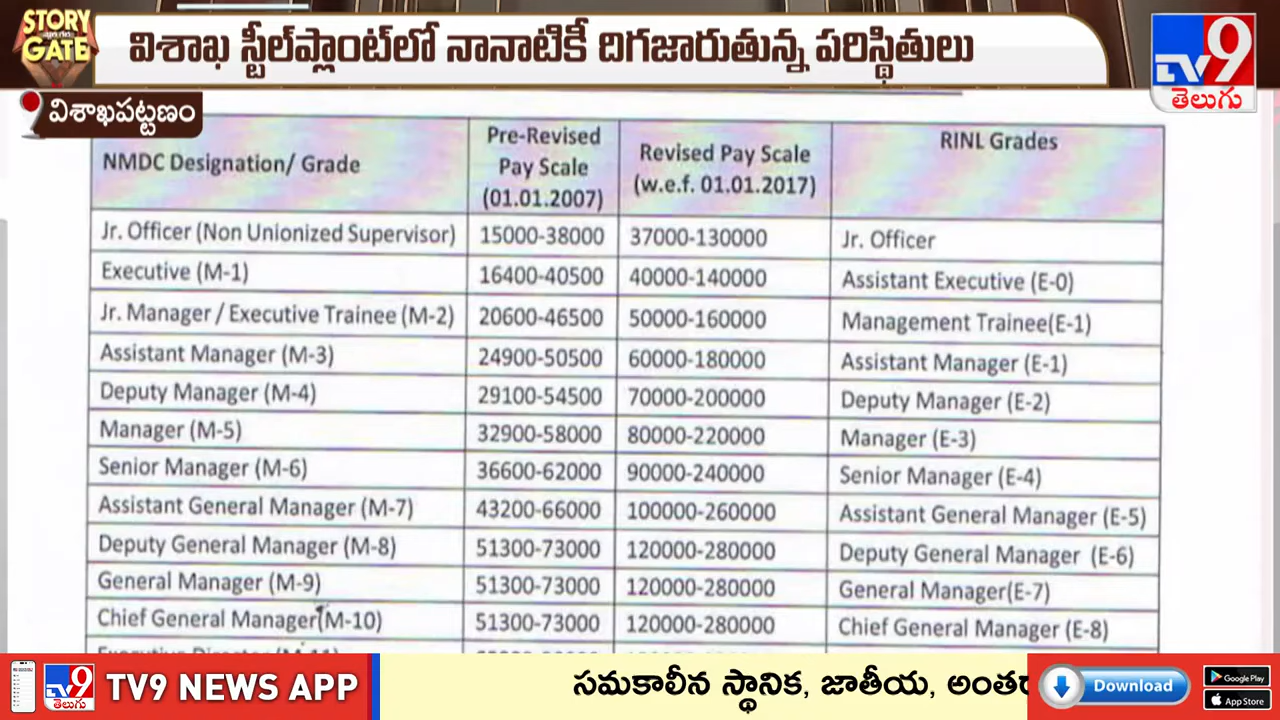 STORY
GATE
విశాఖ స్టీల్‌ప్లాంట్‌లో నానాటికీ దిగజారుతున్న పరిస్థితులు
TV9
తెలుగు
విశాఖపట్టణం
NMDC Designation/ Grade
Pre-Revised
Pay Scale
(01.01.2007)
Revised Pay Scale
(w.e.f. 01.01.2017)
RINL Grades
Jr. Officer (Non Unionized Supervisor) 15000-38000 37000-130000 Jr. Officer
Executive (M-1) 16400-40500 40000-140000 Assistant Executive (E-0)
Jr. Manager / Executive Trainee (M-2) 20600-46500 50000-160000 Management Trainee(E-1)
Assistant Manager (M-3) 24900-50500 60000-180000 Assistant Manager (E-1)
Deputy Manager (M-4) 29100-54500 70000-200000 Deputy Manager (E-2)
Manager (M-5) 32900-58000 80000-220000 Manager (E-3)
Senior Manager (M-6) 36600-62000 90000-240000 Senior Manager (E-4)
Assistant General Manager (M-7) 43200-66000 100000-260000 Assistant General Manager (E-5)
Deputy General Manager (M-8) 51300-73000 120000-280000 Deputy General Manager (E-6)
General Manager (M-9) 51300-73000 120000-280000 General Manager(E-7)
Chief General Manager(M-10) 51300-73000 120000-280000 Chief General Manager (E-8)
TV9
తెలుగు
TV9 NEWS APP
సమకాలీన స్థానిక, జాతీయ,
Download
Google Play
App Store